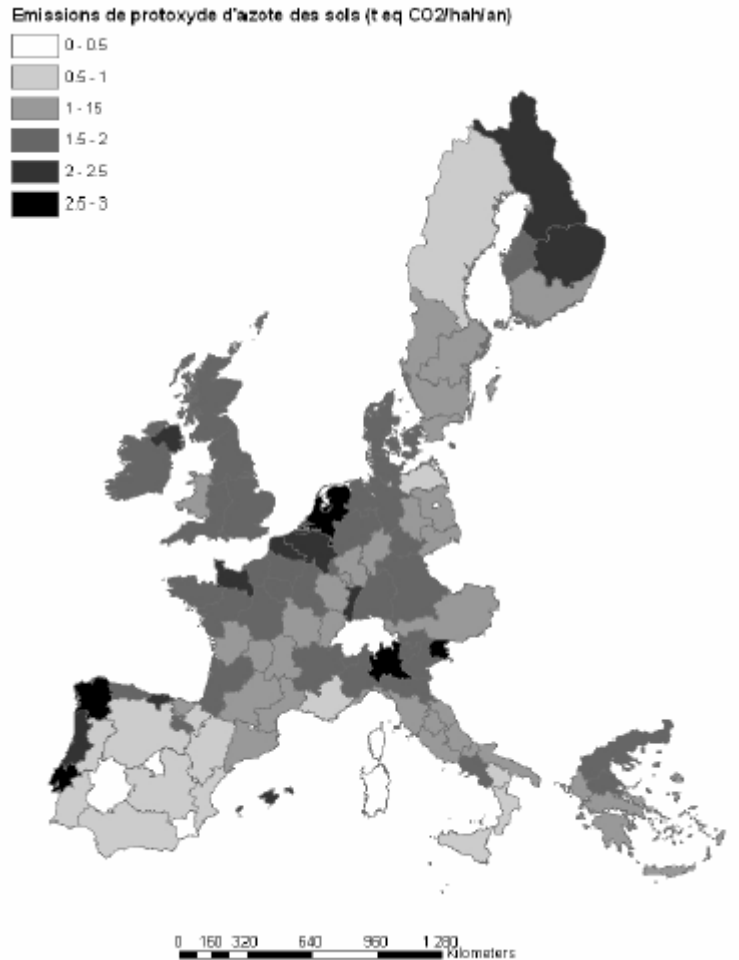 Emissions de protoxyde d'azote des sols (t eq CO2/hah/an)
0 - 0.5
0.5 - 1
1 - 15
1.5 - 2
2 - 2.5
2.5 - 3
0 160 320 640 960 1 280
Kilometers